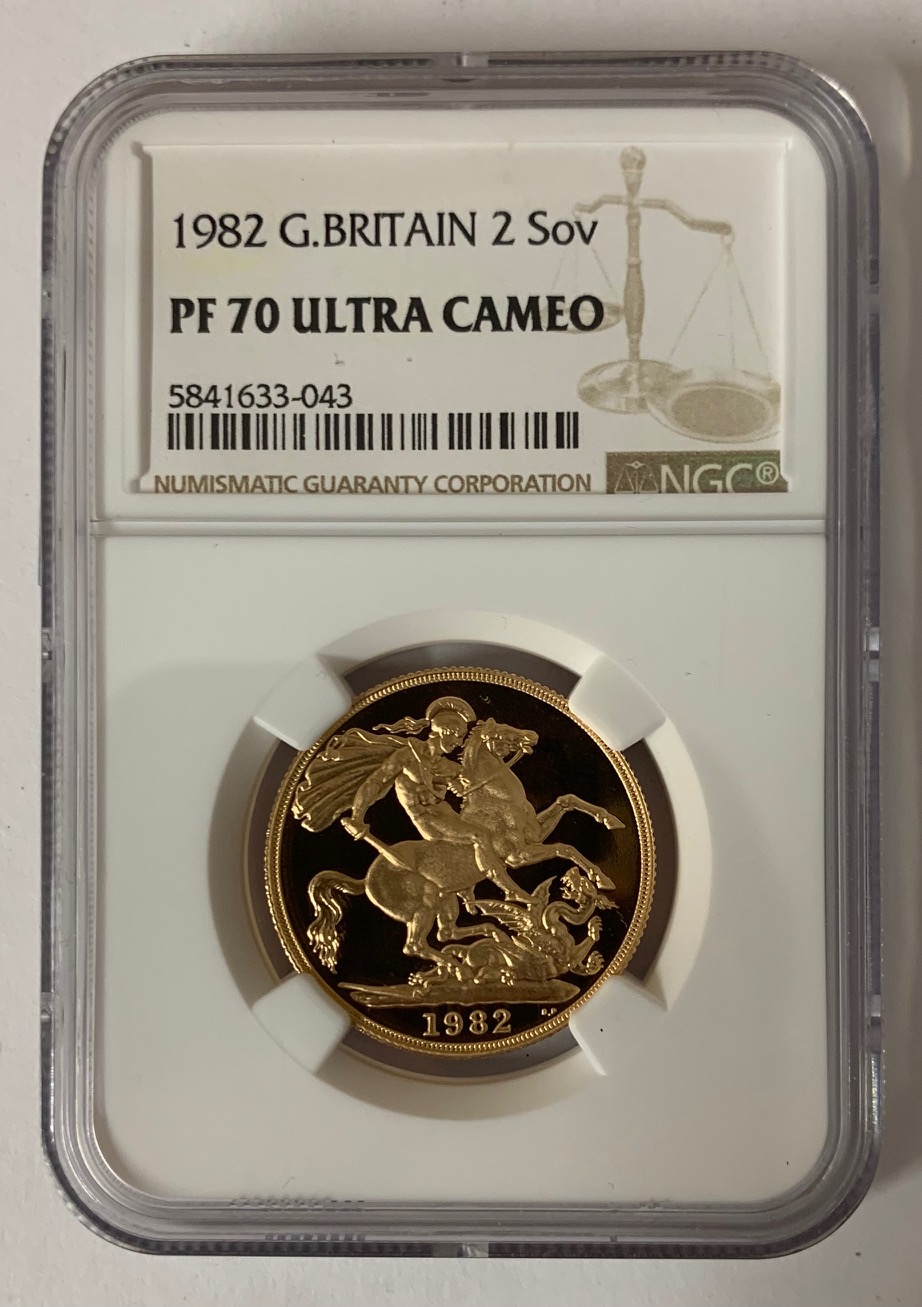 1982 G.BRITAIN 2 Sov
PF 70 ULTRA CAMEO
5841633-043
NUMISMATIC GUARANTY CORPORATION
NGC®
1982
B.P.